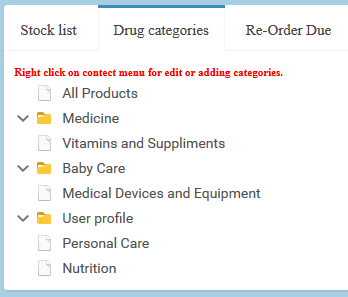 Stock list Drug categories Re-Order Due
Right click on contect menu for edit or adding categories.
All Products
Medicine
Vitamins and Suppliments
Baby Care
Medical Devices and Equipment
User profile
Personal Care
Nutrition